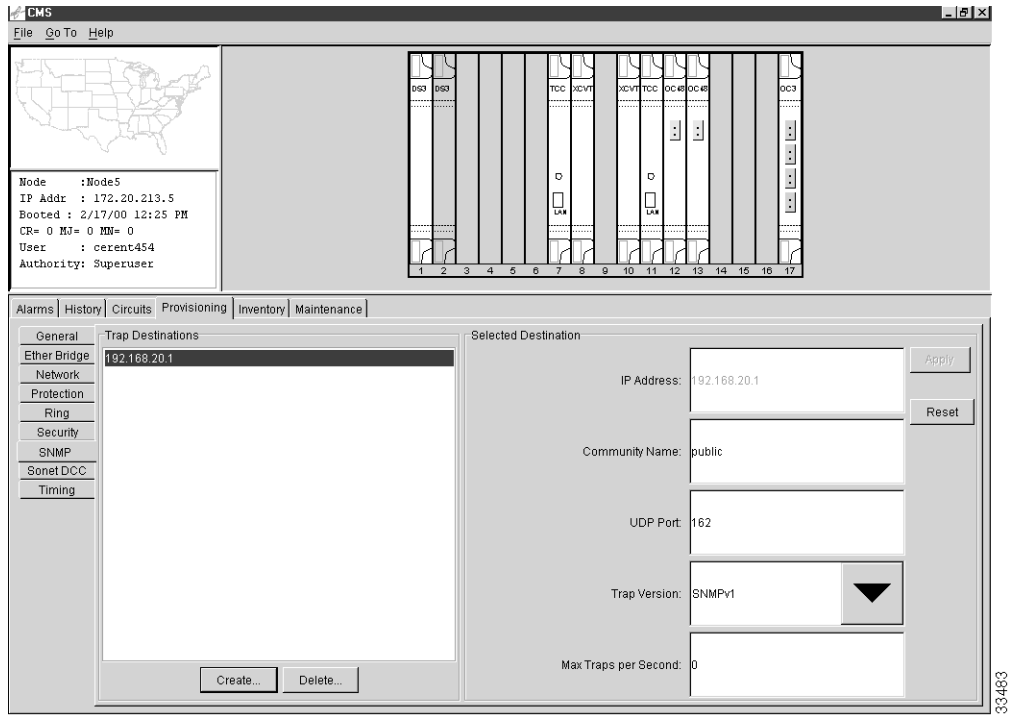 CMS
File Go To Help
DS3 DS3 TCC XCVT XCVT TCC OC48 OC48 OC3
LAN LAN
1 2 3 4 5 6 7 8 9 10 11 12 13 14 15 16 17
Node :Node5
IP Addr : 172.20.213.5
Booted : 2/17/00 12:25 PM
CR= 0 MJ= 0 MN= 0
User : cerent454
Authority: Superuser
Alarms History Circuits Provisioning Inventory Maintenance
General
Ether Bridge
Network
Protection
Ring
Security
SNMP
Sonet DCC
Timing
Trap Destinations
192.168.20.1
Create... Delete...
Selected Destination
IP Address: 192.168.20.1
Community Name: public
UDP Port: 162
Trap Version: SNMPv1
Max Traps per Second: 0
Apply
Reset
33483